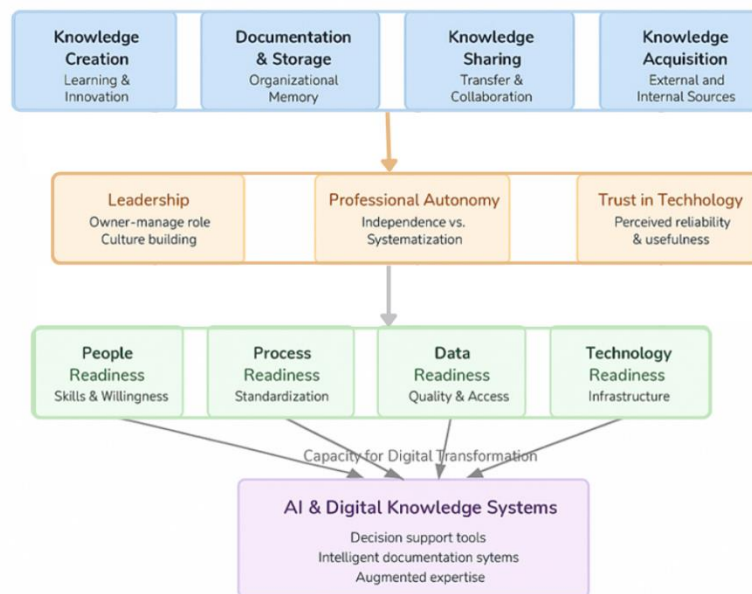 Knowledge
Creation
Learning &
Innovation
Documentation
& Storage
Organizational
Memory
Knowledge
Sharing
Transfer &
Collaboration
Knowledge
Acquisition
External and
Internal Sources
Leadership
Owner-manage role
Culture building
Professional Autonomy
Independence vs.
Systematization
Trust in Techhology
Perceived reliability
& usefulness
People
Readiness
Skills & Willingness
Process
Readiness
Standardization
Data
Readiness
Quality & Access
Technology
Readiness
Infrastructure
Capacity for Digital Transformation
AI & Digital Knowledge Systems
Decision support tools
Intelligent documentation sytems
Augmented expertise